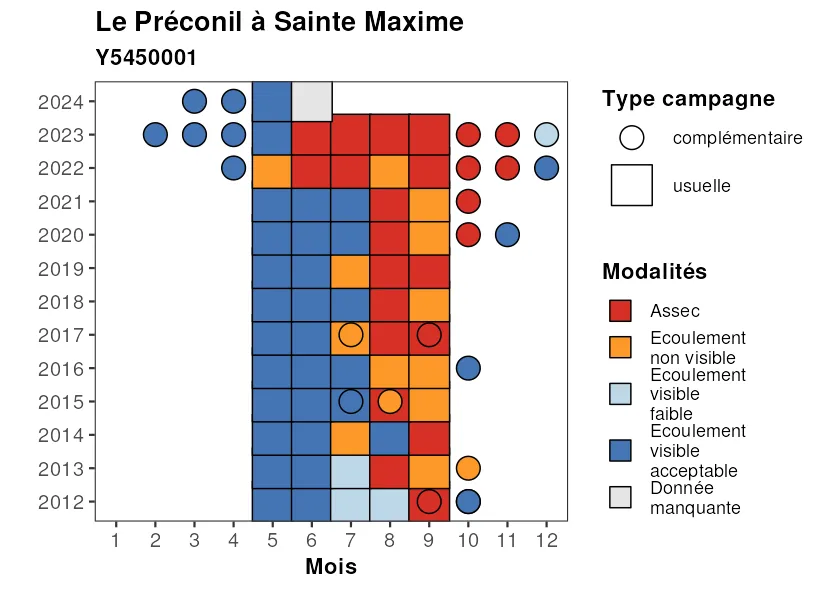 Le Préconil à Sainte Maxime
Y5450001
2024
2023
2022
2021
2020
2019
2018
2017
2016
2015
2014
2013
2012
1 2 3 4 5 6 7 8 9 10 11 12
Mois
Type campagne
complémentaire
usuelle
Modalités
Assec
Ecoulement
non visible
Ecoulement
visible
faible
Ecoulement
visible
acceptable
Donnée
manquante